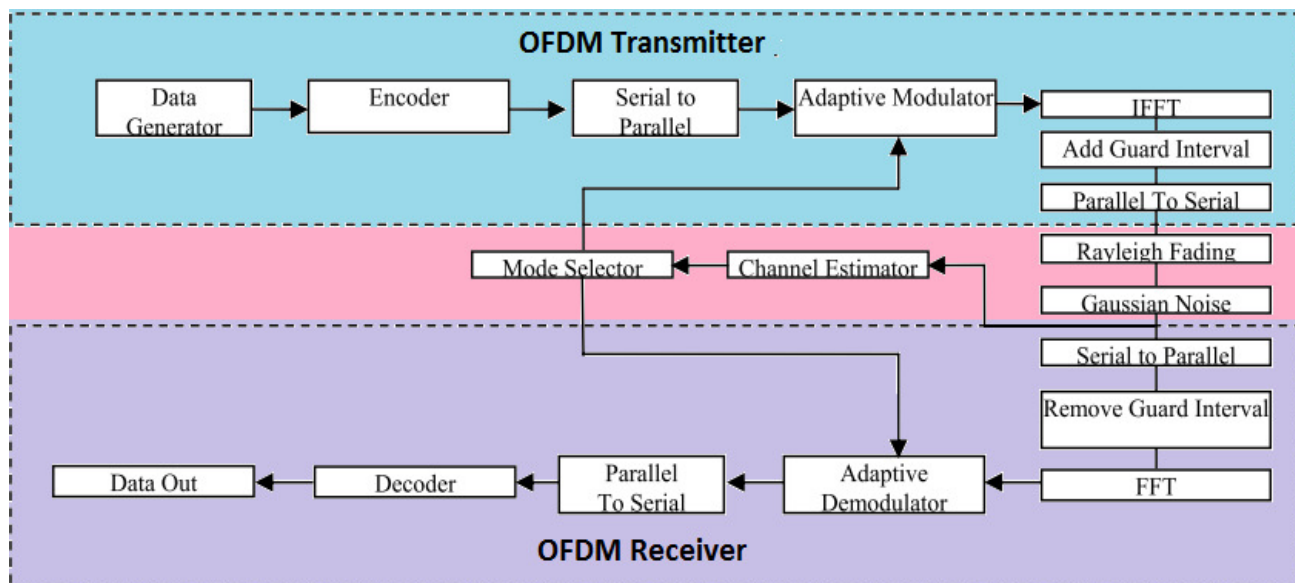 OFDM Transmitter .
Data
Generator
Encoder
Serial to
Parallel
Adaptive Modulator
IFFT
Add Guard Interval
Parallel To Serial
Rayleigh Fading
Mode Selector
Channel Estimator
Gaussian Noise
Serial to Parallel
Remove Guard Interval
Data Out
Decoder
Parallel
To Serial
Adaptive
Demodulator
FFT
OFDM Receiver